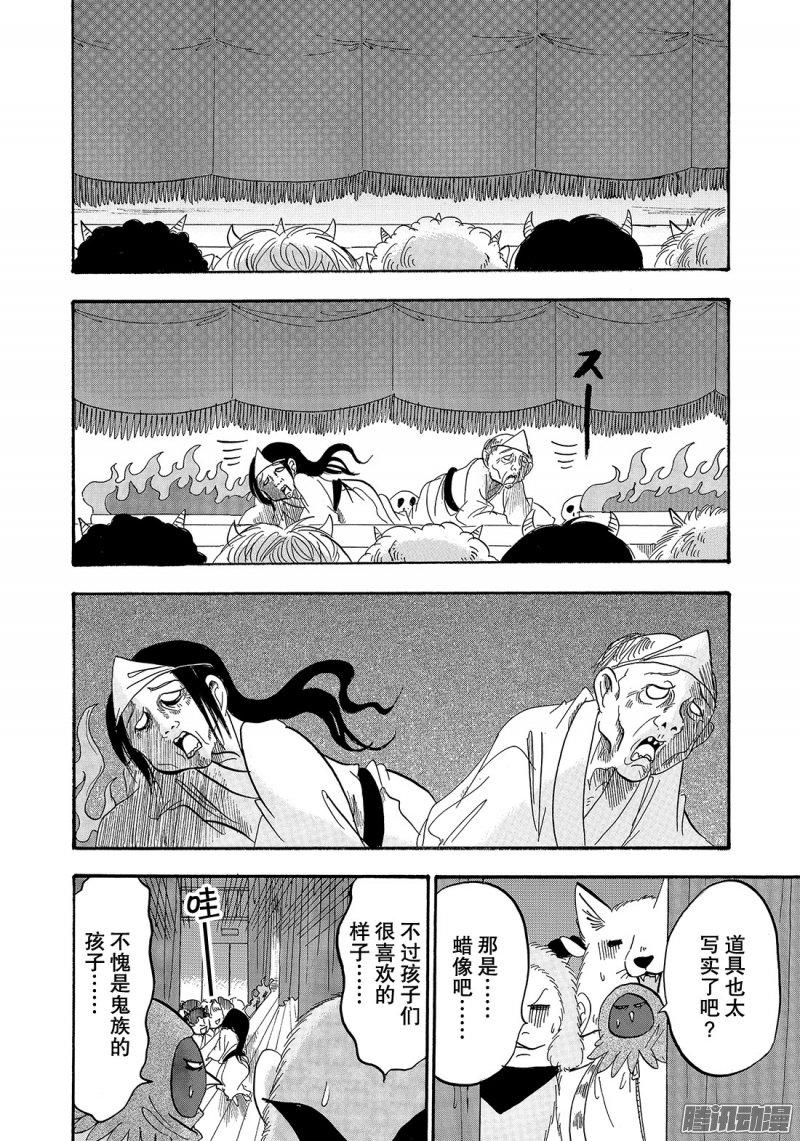 スー
道具也太
写实了吧？
那是……
蜡像吧……
不过孩子们
很喜欢的
样子……
哇
不愧是鬼族的
孩子……
腾讯动漫